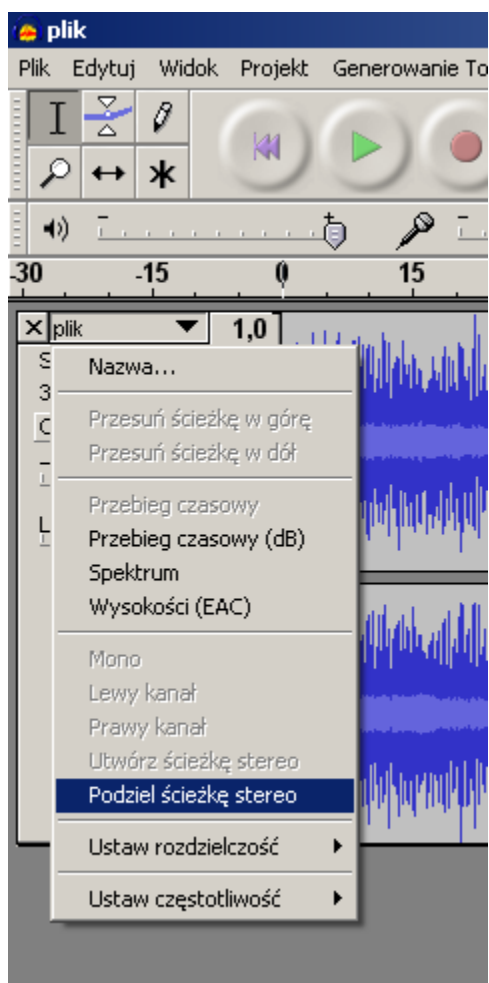 plik
Plik Edytuj Widok Projekt Generowanie To
-30 -15 0 15
plik 1,0
Nazwa...
Przesuń ścieżkę w górę
Przesuń ścieżkę w dół
Przebieg czasowy
Przebieg czasowy (dB)
Spektrum
Wysokości (EAC)
Mono
Lewy kanał
Prawy kanał
Utwórz ścieżkę stereo
Podziel ścieżkę stereo
Ustaw rozdzielczość
Ustaw częstotliwość